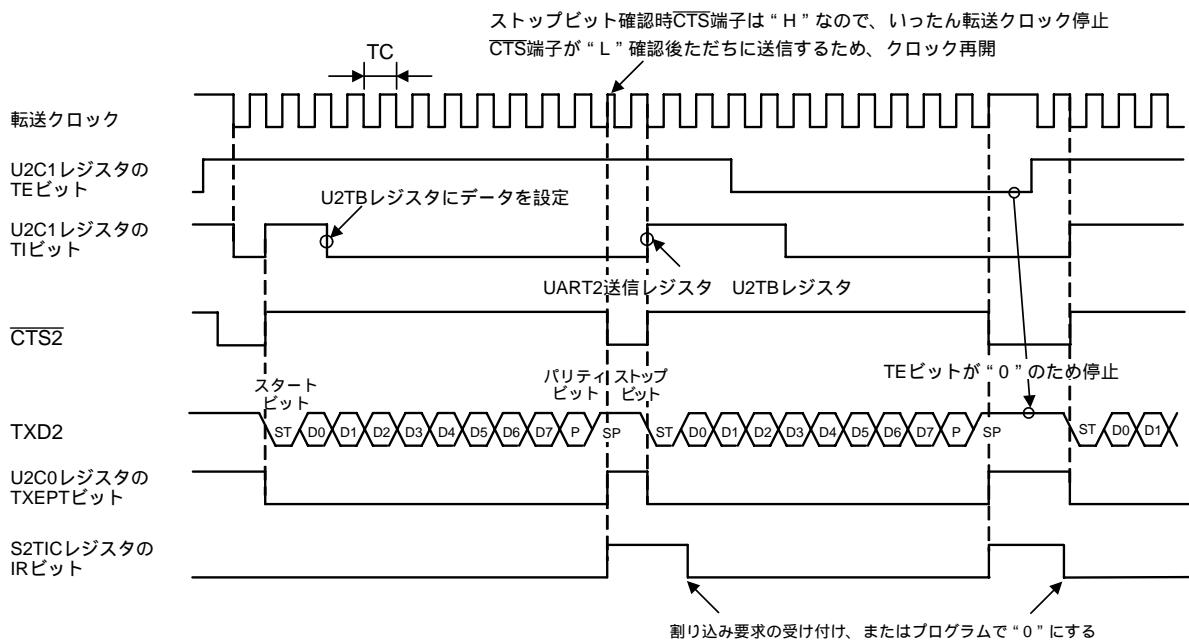 ストップビット確認時CTS端子は“H”なので、いったん転送クロック停止
CTS端子が“L”確認後ただちに送信するため、クロック再開
TC
転送クロック
U2C1レジスタの
TEビット
U2TBレジスタにデータを設定
U2C1レジスタの
TIビット
UART2送信レジスタ　U2TBレジスタ
CTS2
TEビットが“0”のため停止
スタート
ビット
パリティ
ビット
ストップ
ビット
TXD2
ST D0 D1 D2 D3 D4 D5 D6 D7 P SP ST D0 D1 D2 D3 D4 D5 D6 D7 P SP ST D0 D1
U2C0レジスタの
TXEPTビット
S2TICレジスタの
IRビット
割り込み要求の受け付け、またはプログラムで“0”にする